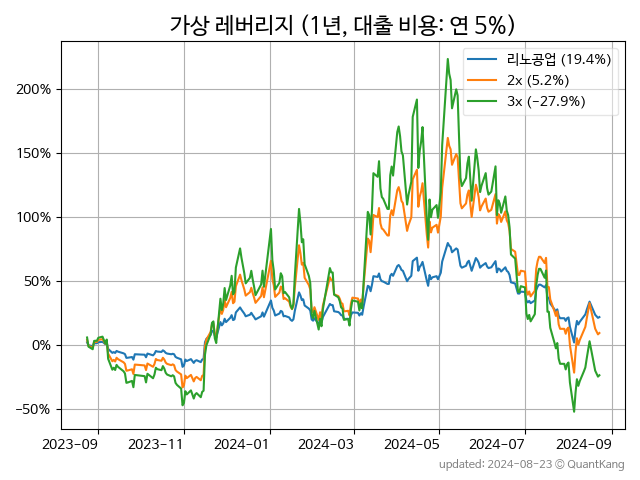 가상 레버리지 (1년, 대출 비용: 연 5%)
리노공업 (19.4%)
2x (5.2%)
3x (−27.9%)
200%
150%
100%
50%
0%
−50%
2023-09 2023-11 2024-01 2024-03 2024-05 2024-07 2024-09
updated: 2024-08-23 © QuantKang